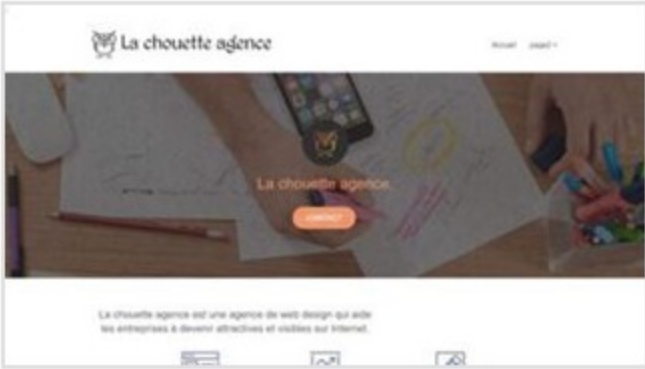 La chouette agence
Accueil page2
La chouette agence.
CONTACT
La chouette agence est une agence de web design qui aide
les entreprises à devenir attractives et visibles sur Internet.